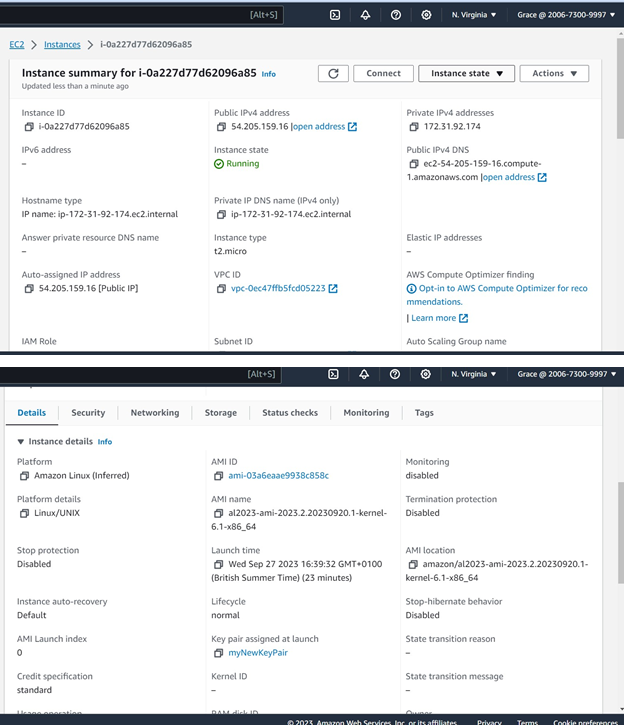 [Alt+S] N. Virginia ▼ Grace @ 2006-7300-9997 ▼
EC2 > Instances > i-0a227d77d62096a85
Instance summary for i-0a227d77d62096a85 Info
Updated less than a minute ago
Connect Instance state ▼ Actions ▼
Instance ID
i-0a227d77d62096a85
Public IPv4 address
54.205.159.16 |open address
Private IPv4 addresses
172.31.92.174
IPv6 address
–
Instance state
Running
Public IPv4 DNS
ec2-54-205-159-16.compute-
1.amazonaws.com |open address
Hostname type
IP name: ip-172-31-92-174.ec2.internal
Private IP DNS name (IPv4 only)
ip-172-31-92-174.ec2.internal
Answer private resource DNS name
–
Instance type
t2.micro
Elastic IP addresses
–
Auto-assigned IP address
54.205.159.16 [Public IP]
VPC ID
vpc-0ec47ffb5fcd05223
AWS Compute Optimizer finding
Opt-in to AWS Compute Optimizer for reco
mmendations.
| Learn more
IAM Role
Subnet ID
Auto Scaling Group name
[Alt+S] N. Virginia ▼ Grace @ 2006-7300-9997 ▼
Details Security Networking Storage Status checks Monitoring Tags
▼ Instance details Info
Platform
Amazon Linux (Inferred)
AMI ID
ami-03a6eaae9938c858c
Monitoring
disabled
Platform details
Linux/UNIX
AMI name
al2023-ami-2023.2.20230920.1-kernel-
6.1-x86_64
Termination protection
Disabled
Stop protection
Disabled
Launch time
Wed Sep 27 2023 16:39:32 GMT+0100
(British Summer Time) (23 minutes)
AMI location
amazon/al2023-ami-2023.2.20230920.1-
kernel-6.1-x86_64
Instance auto-recovery
Default
Lifecycle
normal
Stop-hibernate behavior
Disabled
AMI Launch index
0
Key pair assigned at launch
myNewKeyPair
State transition reason
–
Credit specification
standard
Kernel ID
–
State transition message
–
Usage operation
RAM disk ID
Owner
© 2023, Amazon Web Services, Inc. or its affiliates. Privacy Terms Cookie preferences